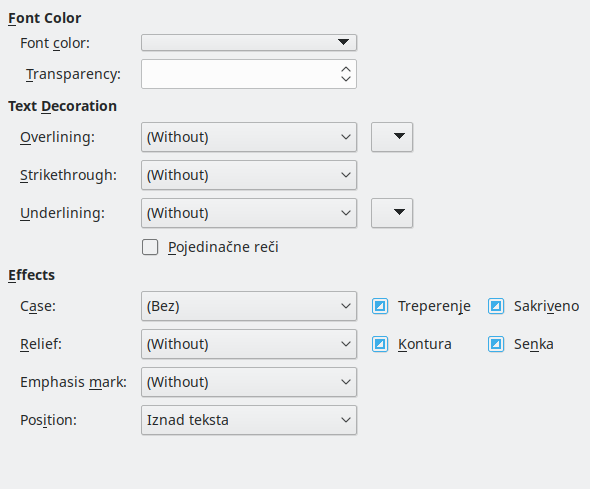 Font Color
Font color:
Transparency:
Text Decoration
Overlining: (Without)
Strikethrough: (Without)
Underlining: (Without)
Pojedinačne reči
Effects
Case: (Bez) Treperenje Sakriveno
Relief: (Without) Kontura Senka
Emphasis mark: (Without)
Position: Iznad teksta